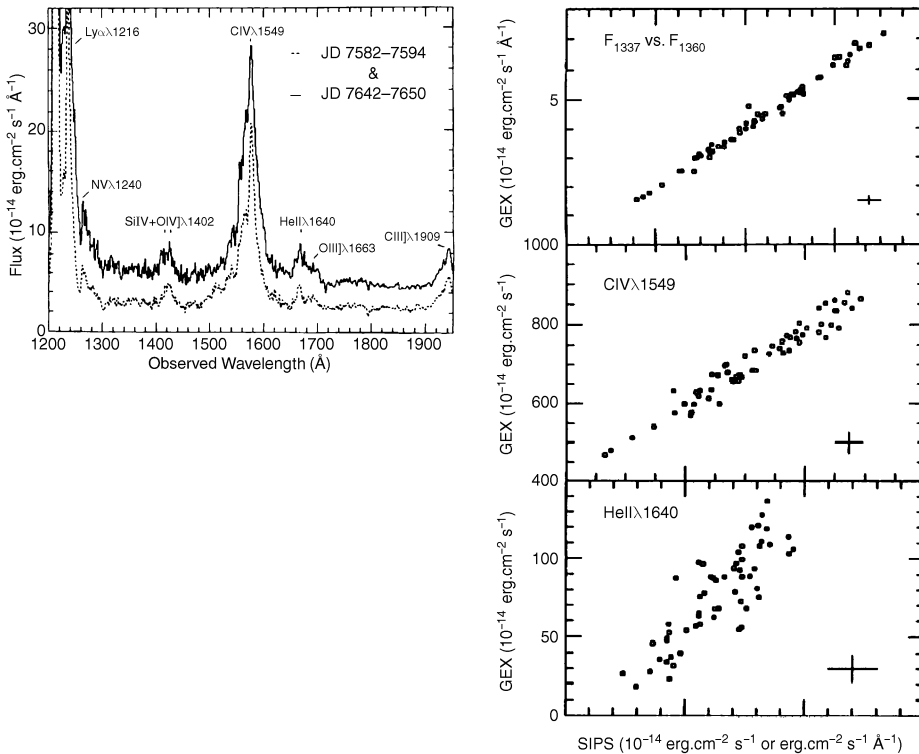 30
20
10
0
Flux (10⁻¹⁴ erg.cm⁻² s⁻¹ Å⁻¹)
Lyαλ1216
CIVλ1549
JD 7582–7594
&
JD 7642–7650
NVλ1240
SiIV+OIV]λ1402
HeIIλ1640
OIII]λ1663
CIII]λ1909
1200 1300 1400 1500 1600 1700 1800 1900
Observed Wavelength (Å)
F₁₃₃₇ vs. F₁₃₆₀
5
GEX (10⁻¹⁴ erg.cm⁻² s⁻¹ Å⁻¹)
1000
CIVλ1549
800
600
400
GEX (10⁻¹⁴ erg.cm⁻² s⁻¹)
HeIIλ1640
100
50
0
GEX (10⁻¹⁴ erg.cm⁻² s⁻¹)
SIPS (10⁻¹⁴ erg.cm⁻² s⁻¹ or erg.cm⁻² s⁻¹ Å⁻¹)